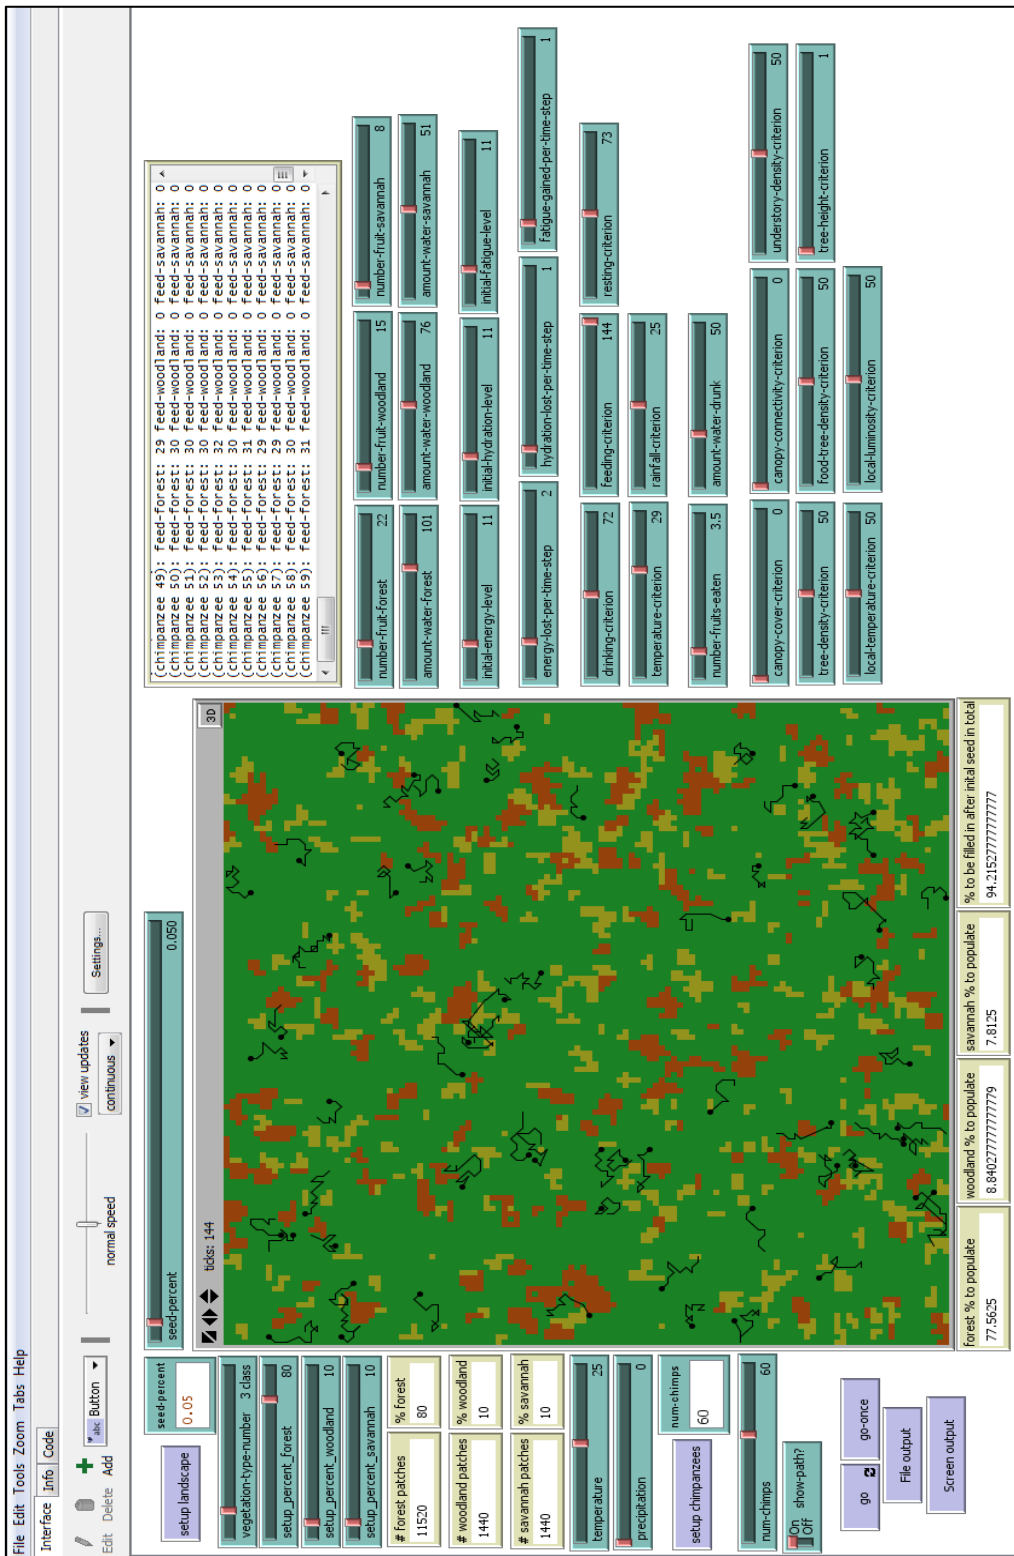 File Edit Tools Zoom Tabs Help
Interface Info Code
Edit Delete Add
abc Button
normal speed
view updates
continuous
Settings...
seed-percent 0.050
setup landscape
seed-percent
0.05
vegetation-type-number 3 class
setup_percent_forest 80
setup_percent_woodland 10
setup_percent_savannah 10
# forest patches
11520
% forest
80
# woodland patches
1440
% woodland
10
# savannah patches
1440
% savannah
10
temperature 25
precipitation 0
setup chimpanzees
num-chimps
60
num-chimps 60
On
Off
show-path?
go
go-once
File output
Screen output
ticks: 144
3D
forest % to populate
77.5625
woodland % to populate
8.840277777777779
savannah % to populate
7.8125
% to be filled in after inital seed in total
94.21527777777777
(chimpanzee 49): feed-forest: 29 feed-woodland: 0 feed-savannah: 0
(chimpanzee 50): feed-forest: 30 feed-woodland: 0 feed-savannah: 0
(chimpanzee 51): feed-forest: 30 feed-woodland: 0 feed-savannah: 0
(chimpanzee 52): feed-forest: 30 feed-woodland: 0 feed-savannah: 0
(chimpanzee 53): feed-forest: 32 feed-woodland: 0 feed-savannah: 0
(chimpanzee 54): feed-forest: 30 feed-woodland: 0 feed-savannah: 0
(chimpanzee 55): feed-forest: 31 feed-woodland: 0 feed-savannah: 0
(chimpanzee 56): feed-forest: 29 feed-woodland: 0 feed-savannah: 0
(chimpanzee 57): feed-forest: 29 feed-woodland: 0 feed-savannah: 0
(chimpanzee 58): feed-forest: 30 feed-woodland: 0 feed-savannah: 0
(chimpanzee 59): feed-forest: 31 feed-woodland: 0 feed-savannah: 0
number-fruit-forest 22
number-fruit-woodland 15
number-fruit-savannah 8
amount-water-forest 101
amount-water-woodland 76
amount-water-savannah 51
initial-energy-level 11
initial-hydration-level 11
initial-fatigue-level 11
energy-lost-per-time-step 2
hydration-lost-per-time-step 1
fatigue-gained-per-time-step 1
drinking-criterion 72
feeding-criterion 144
resting-criterion 73
temperature-criterion 29
rainfall-criterion 25
number-fruits-eaten 3.5
amount-water-drunk 50
canopy-cover-criterion 0
canopy-connectivity-criterion 0
understory-density-criterion 50
tree-density-criterion 50
food-tree-density-criterion 50
tree-height-criterion 1
local-temperature-criterion 50
local-luminosity-criterion 50